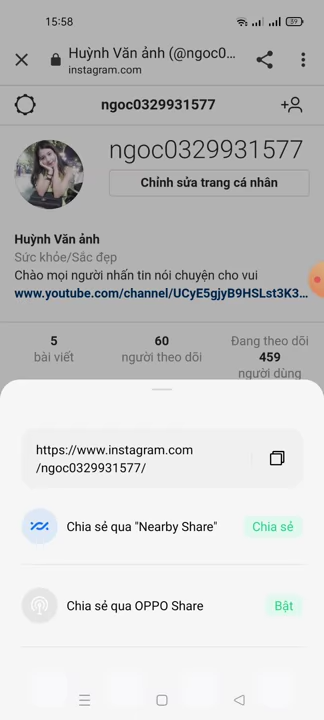 15:58
59
Huỳnh Văn ảnh (@ngoc0...
instagram.com
ngoc0329931577
ngoc0329931577
Chỉnh sửa trang cá nhân
Huỳnh Văn ảnh
Sức khỏe/Sắc đẹp
Chào mọi người nhấn tin nói chuyện cho vui
www.youtube.com/channel/UCyE5gjyB9HSLst3K3...
5
bài viết
60
người theo dõi
Đang theo dõi
459
người dùng
https://www.instagram.com
/ngoc0329931577/
Chia sẻ qua "Nearby Share"
Chia sẻ
Chia sẻ qua OPPO Share
Bật